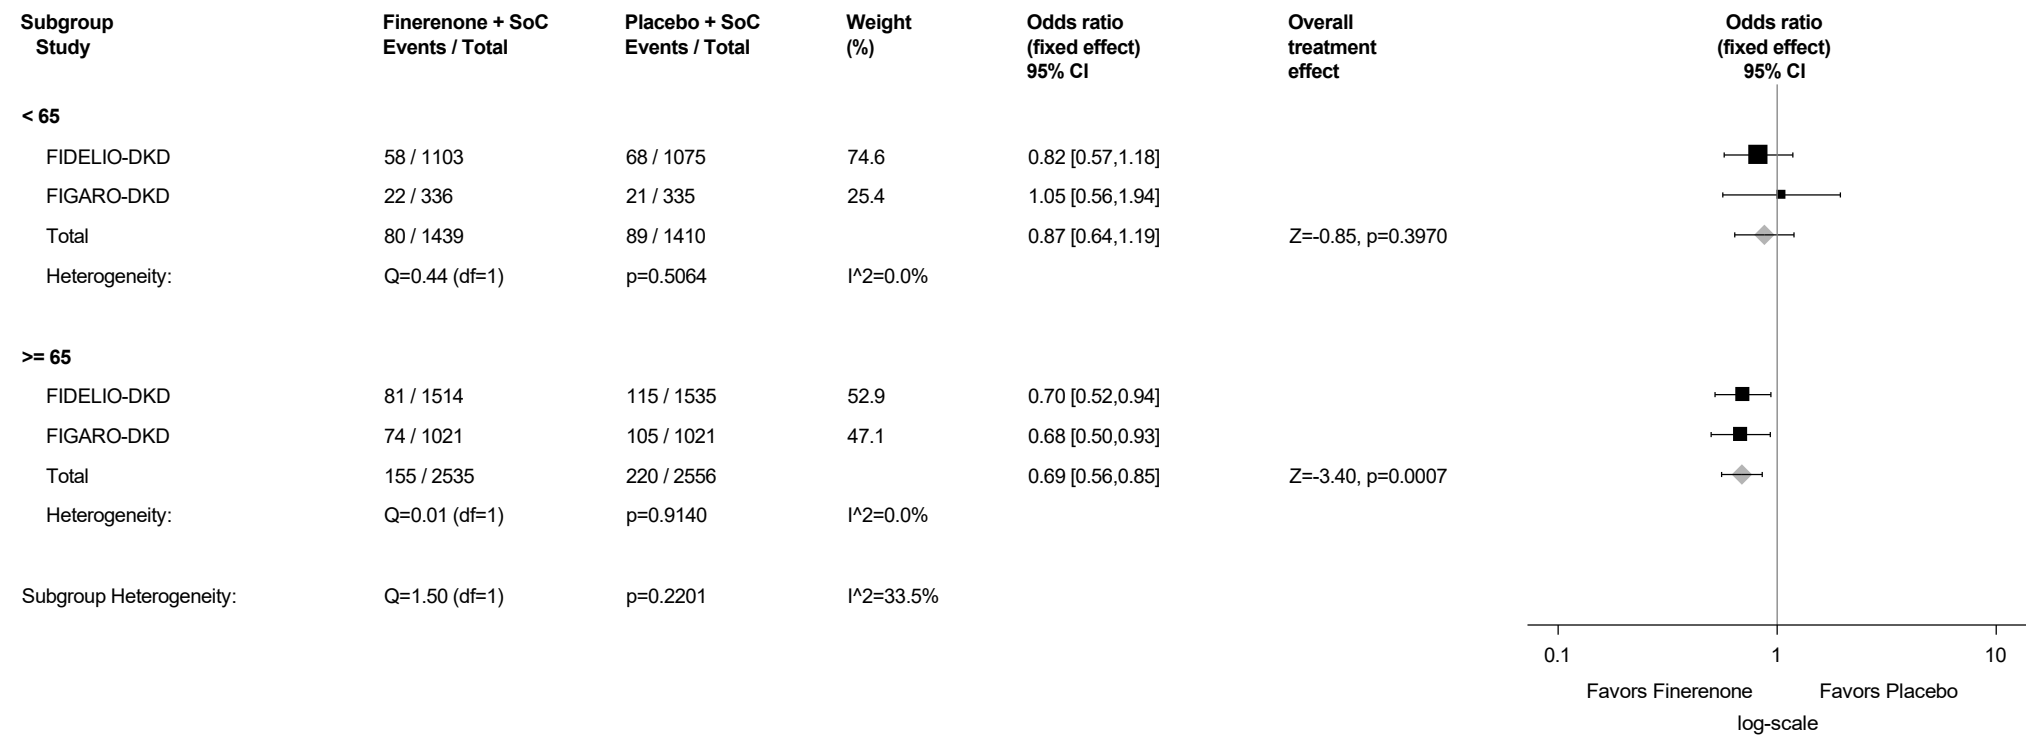 Subgroup Finerenone + SoC Placebo + SoC Weight Odds ratio Overall Odds ratio
Study Events / Total Events / Total (%) (fixed effect) treatment (fixed effect)
95% CI effect 95% CI
< 65
FIDELIO-DKD 58 / 1103 68 / 1075 74.6 0.82 [0.57,1.18]
FIGARO-DKD 22 / 336 21 / 335 25.4 1.05 [0.56,1.94]
Total 80 / 1439 89 / 1410 0.87 [0.64,1.19] Z=-0.85, p=0.3970
Heterogeneity: Q=0.44 (df=1) p=0.5064 I^2=0.0%
>= 65
FIDELIO-DKD 81 / 1514 115 / 1535 52.9 0.70 [0.52,0.94]
FIGARO-DKD 74 / 1021 105 / 1021 47.1 0.68 [0.50,0.93]
Total 155 / 2535 220 / 2556 0.69 [0.56,0.85] Z=-3.40, p=0.0007
Heterogeneity: Q=0.01 (df=1) p=0.9140 I^2=0.0%
Subgroup Heterogeneity: Q=1.50 (df=1) p=0.2201 I^2=33.5%
0.1 1 10
Favors Finerenone Favors Placebo
log-scale